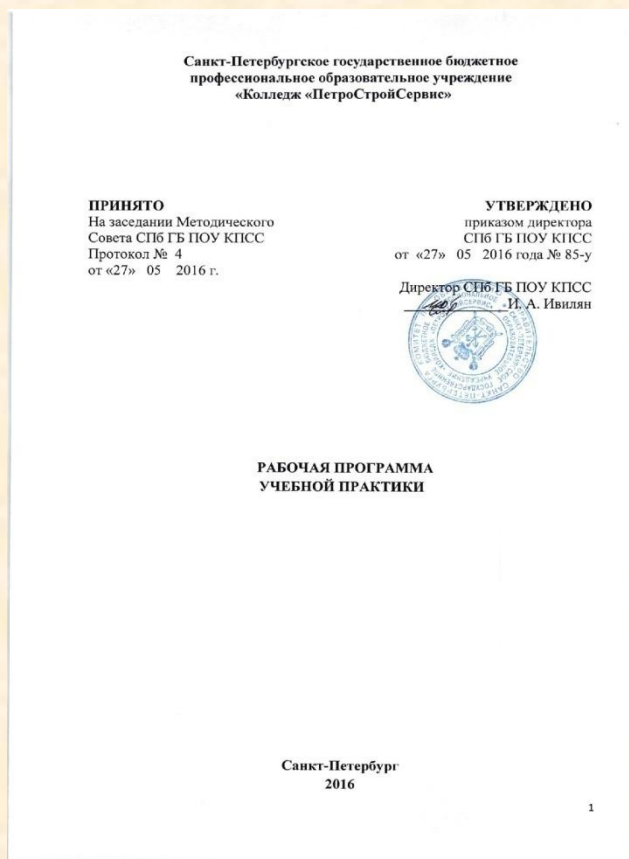 Санкт-Петербургское государственное бюджетное
профессиональное образовательное учреждение
«Колледж «ПетроСтройСервис»
ПРИНЯТО
На заседании Методического
Совета СПб ГБ ПОУ КПСС
Протокол № 4
от «27» 05 2016 г.
УТВЕРЖДЕНО
приказом директора
СПб ГБ ПОУ КПСС
от «27» 05 2016 года № 85-у
Директор СПб ГБ ПОУ КПСС
И. А. Ивилян
РАБОЧАЯ ПРОГРАММА
УЧЕБНОЙ ПРАКТИКИ
Санкт-Петербург
2016
1